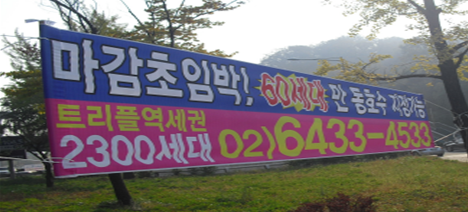 마감초임박!, 60세대 만 동호수 지정가능
트리플역세권
2300세대 02)6433-4533